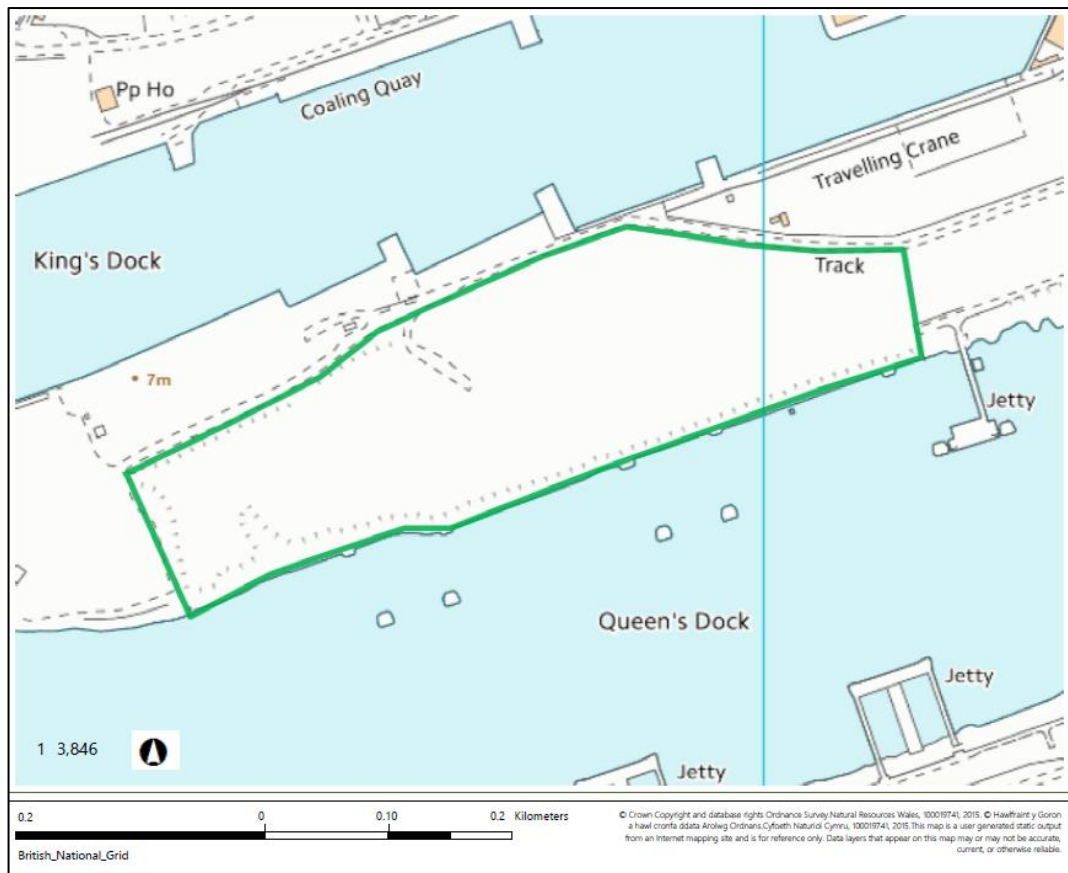 Pp Ho
Coaling Quay
Travelling Crane
King's Dock
Track
7m
Jetty
Queen's Dock
Jetty
Jetty
1 3,846
0.2 0 0.10 0.2 Kilometers
British_National_Grid
© Crown Copyright and database rights Ordnance Survey.Natural Resources Wales, 100019741, 2015. © Hawlfraint y Goron
a hawl cronfa ddata Arolwg Ordnans.Cyfoeth Naturiol Cymru, 100019741, 2015.This map is a user generated static output
from an Internet mapping site and is for reference only. Data layers that appear on this map may or may not be accurate,
current, or otherwise reliable.